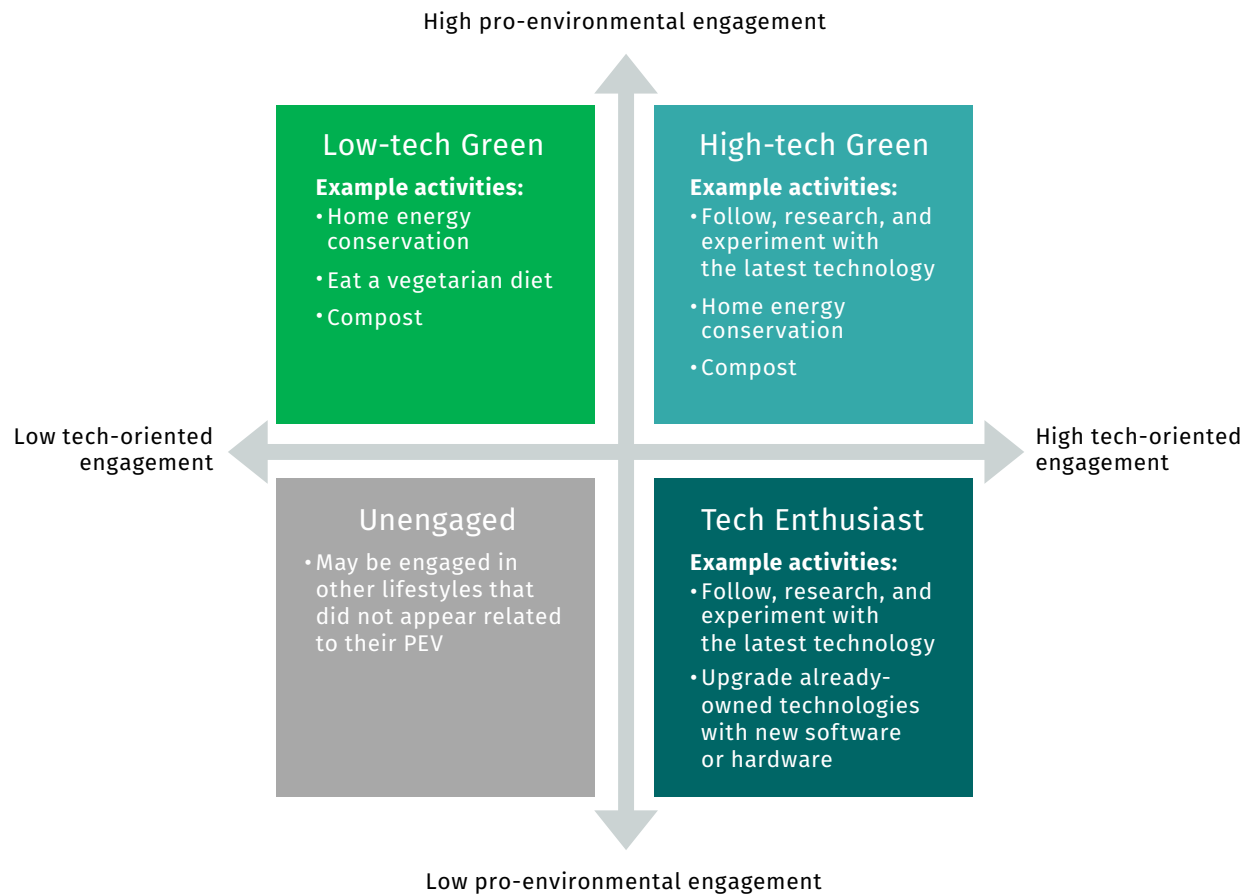 High pro-environmental engagement
Low-tech Green
Example activities:
• Home energy
conservation
• Eat a vegetarian diet
• Compost
High-tech Green
Example activities:
• Follow, research, and
experiment with
the latest technology
• Home energy
conservation
• Compost
Low tech-oriented
engagement
High tech-oriented
engagement
Unengaged
• May be engaged in
other lifestyles that
did not appear related
to their PEV
Tech Enthusiast
Example activities:
• Follow, research, and
experiment with
the latest technology
• Upgrade already-
owned technologies
with new software
or hardware
Low pro-environmental engagement